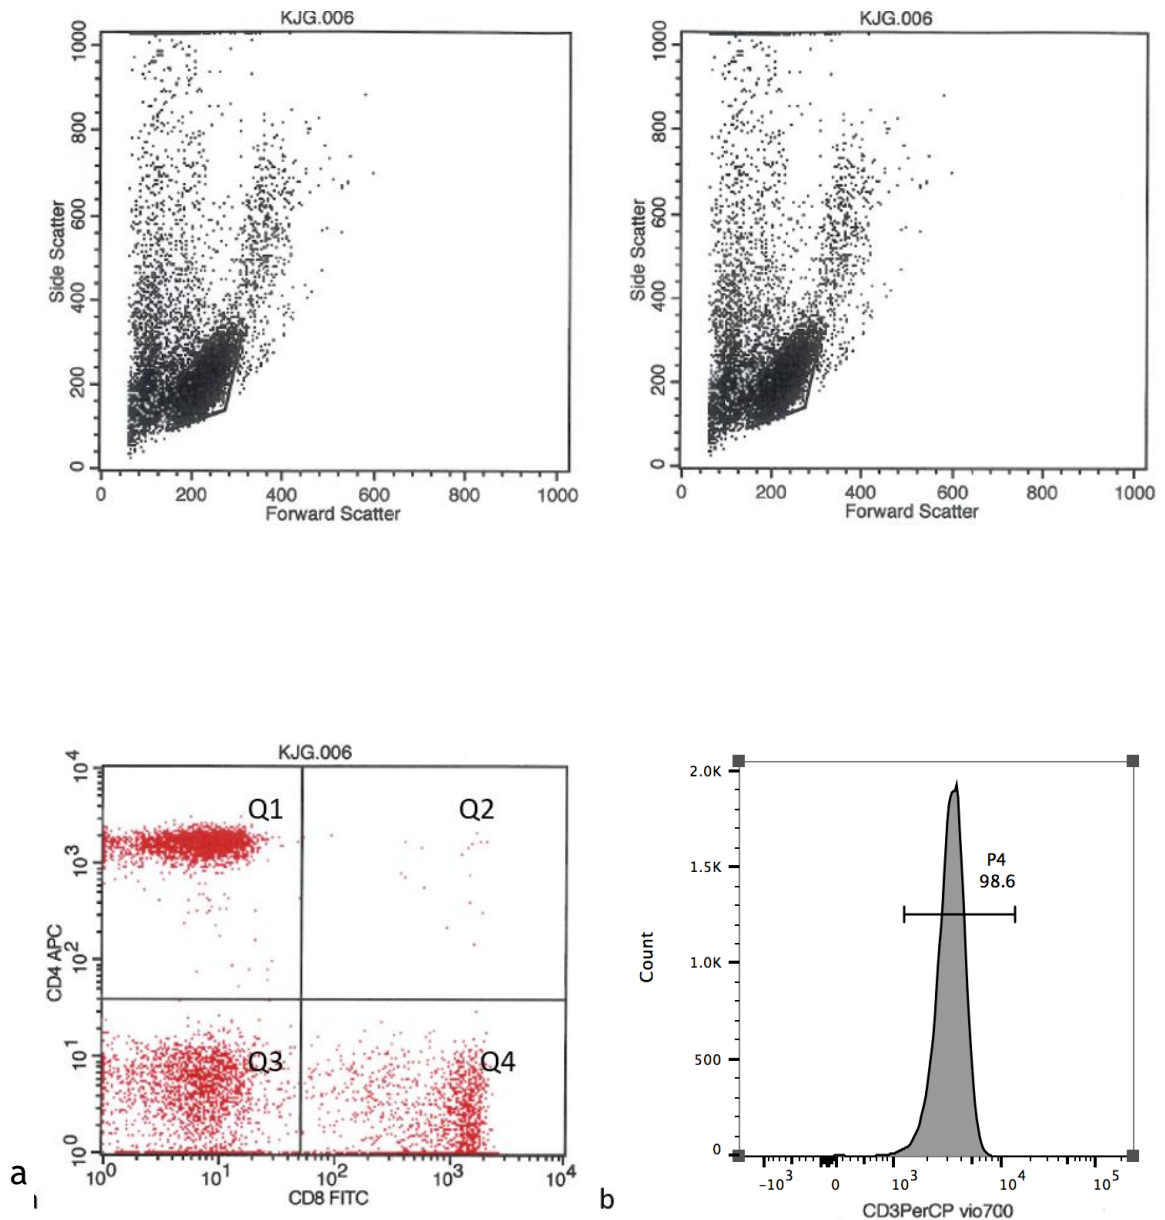 KJG.006
KJG.006
1000
800
600
400
200
0
Side Scatter
0 200 400 600 800 1000
Forward Scatter
1000
800
600
400
200
0
Side Scatter
0 200 400 600 800 1000
Forward Scatter
KJG.006
10^4
10^3
10^2
10^1
10^0
CD4 APC
Q1 Q2
Q3 Q4
10^0 10^1 10^2 10^3 10^4
CD8 FITC
a
2.0K
1.5K
1.0K
500
0
Count
P4
98.6
-10^3 0 10^3 10^4 10^5
CD3PerCP vio700
b